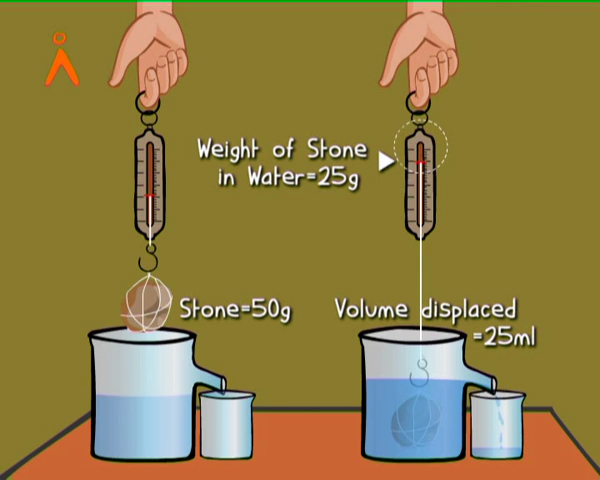 Weight of Stone
in Water=25g
Stone=50g
Volume displaced
=25ml